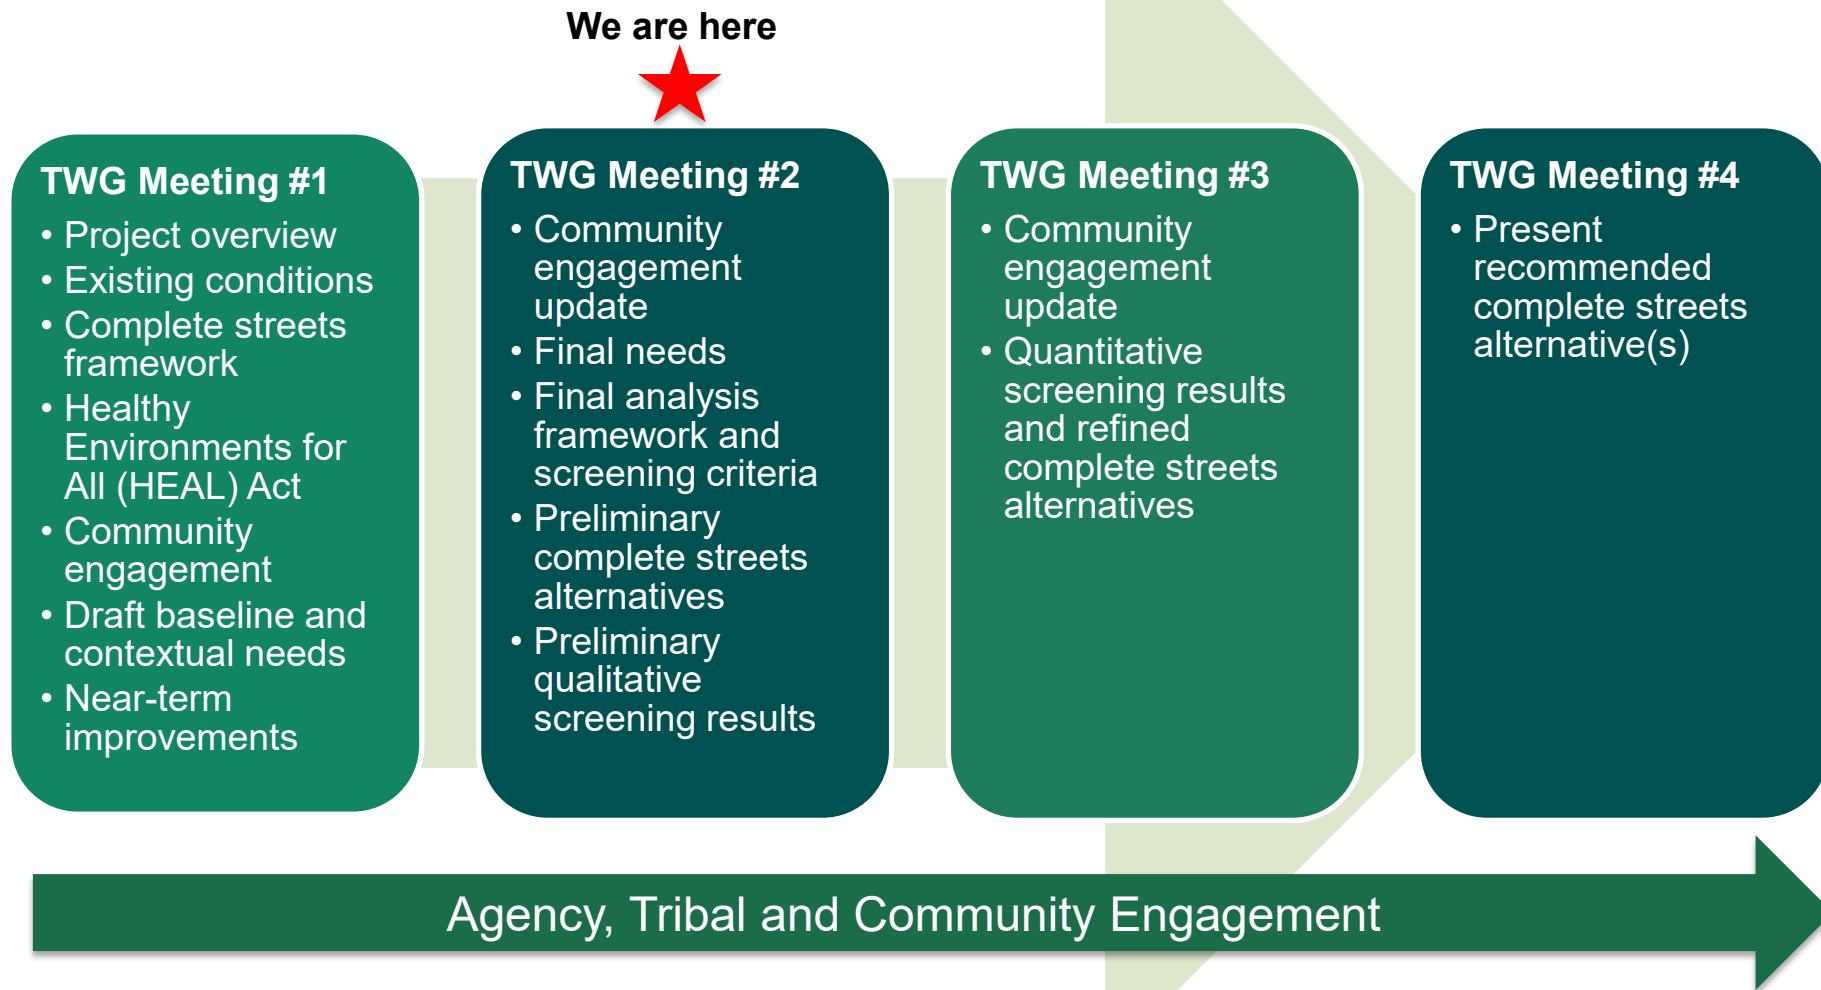 We are here
TWG Meeting #1
• Project overview
• Existing conditions
• Complete streets
framework
• Healthy
Environments for
All (HEAL) Act
• Community
engagement
• Draft baseline and
contextual needs
• Near-term
improvements
TWG Meeting #2
• Community
engagement
update
• Final needs
• Final analysis
framework and
screening criteria
• Preliminary
complete streets
alternatives
• Preliminary
qualitative
screening results
TWG Meeting #3
• Community
engagement
update
• Quantitative
screening results
and refined
complete streets
alternatives
TWG Meeting #4
• Present
recommended
complete streets
alternative(s)
Agency, Tribal and Community Engagement